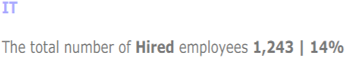 IT
The total number of Hired employees 1,243 | 14%